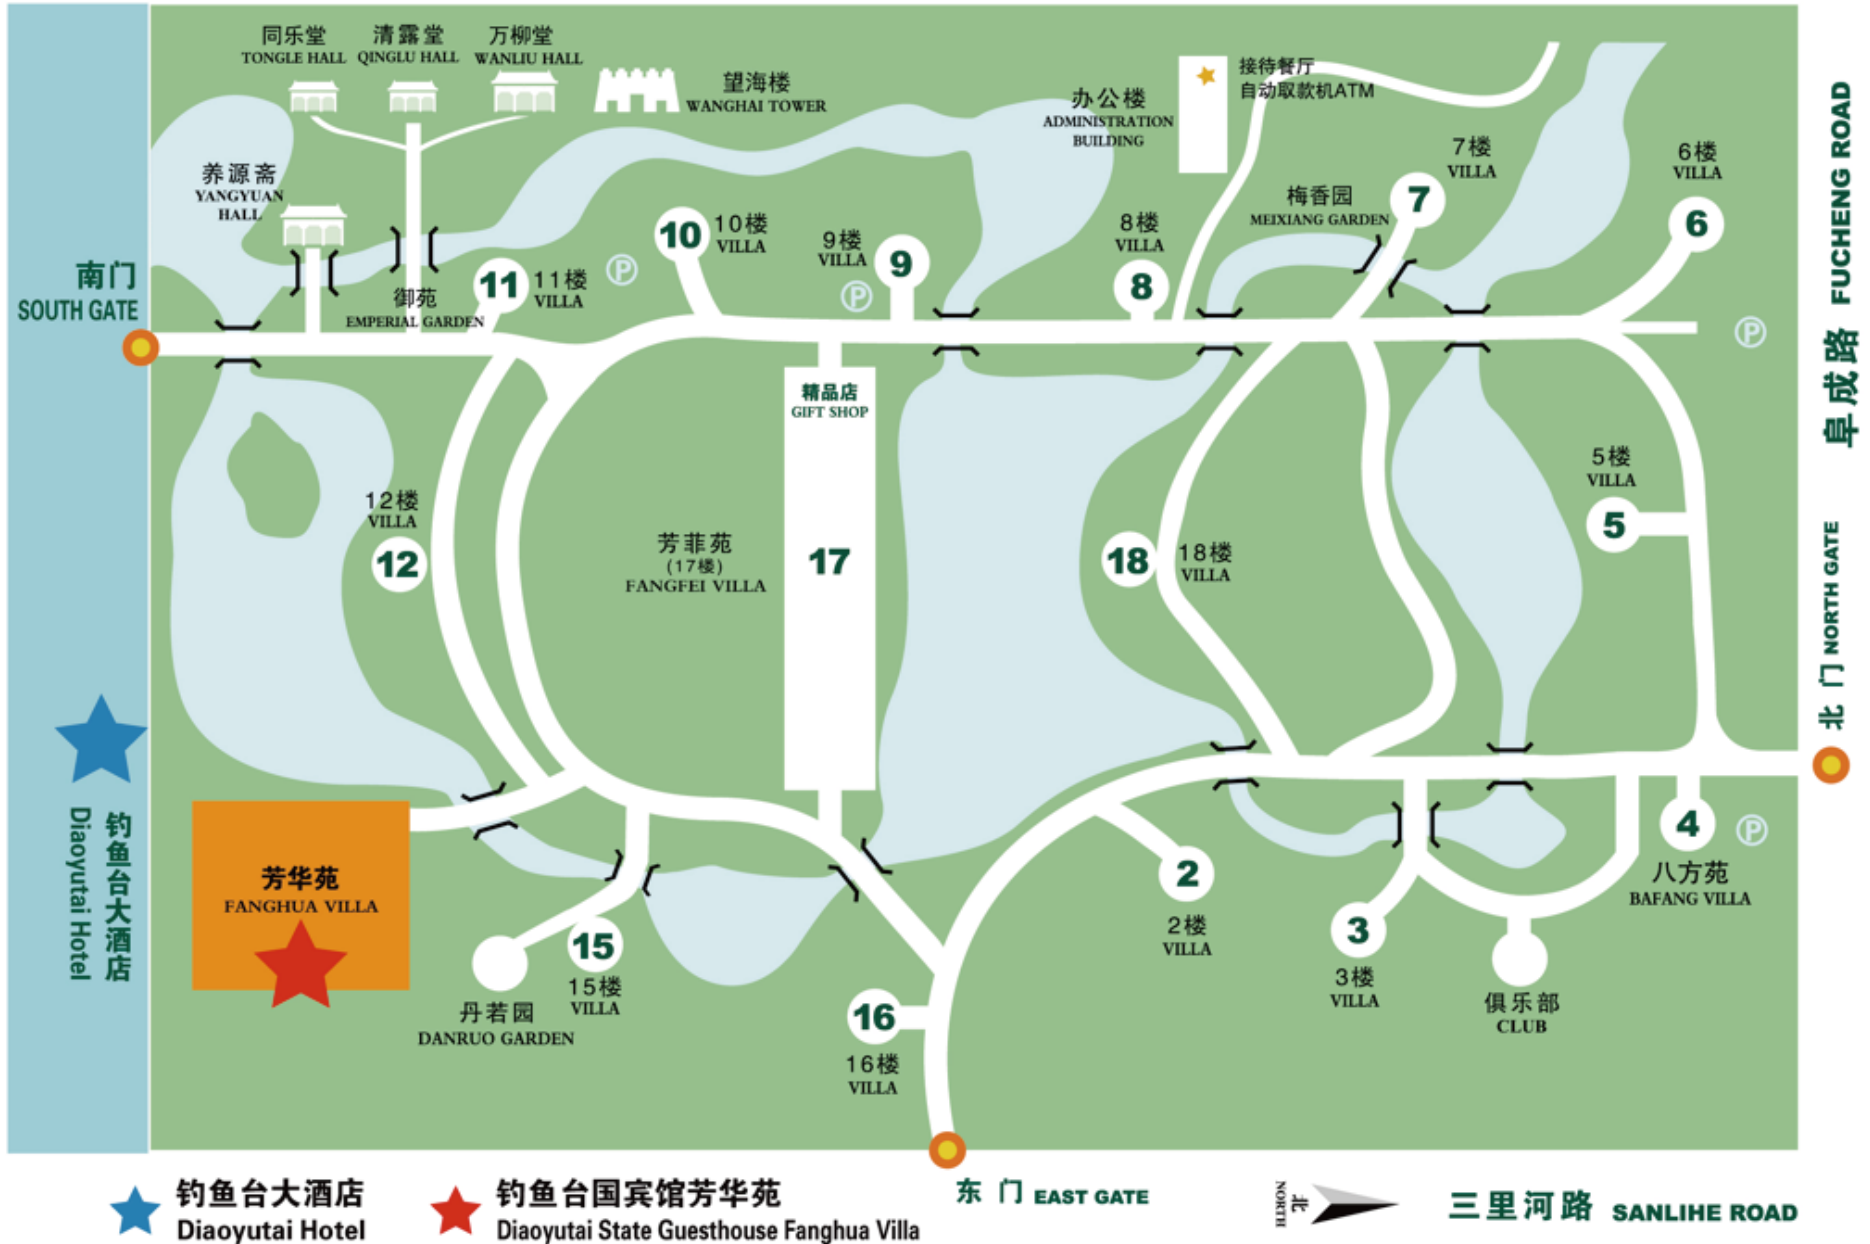 同乐堂
TONGLE HALL
清露堂
QINGLU HALL
万柳堂
WANLIU HALL
望海楼
WANGHAI TOWER
接待餐厅
自动取款机ATM
办公楼
ADMINISTRATION
BUILDING
养源斋
YANGYUAN
HALL
7楼
VILLA
7
6楼
VILLA
6
梅香园
MEIXIANG GARDEN
10
10楼
VILLA
9楼
VILLA
9
8楼
VILLA
8
11
11楼
VILLA
P
P
P
御苑
EMPERIAL GARDEN
南门
SOUTH GATE
阜成路 FUCHENG ROAD
精品店
GIFT SHOP
12楼
VILLA
12
芳菲苑
(17楼)
FANGFEI VILLA
17
18
18楼
VILLA
5楼
VILLA
5
北门 NORTH GATE
钓鱼台大酒店
Diaoyutai Hotel
芳华苑
FANGHUA VILLA
4
P
八方苑
BAFANG VILLA
2
2楼
VILLA
3
3楼
VILLA
俱乐部
CLUB
15
15楼
VILLA
丹若园
DANRUO GARDEN
16
16楼
VILLA
钓鱼台大酒店
Diaoyutai Hotel
钓鱼台国宾馆芳华苑
Diaoyutai State Guesthouse Fanghua Villa
东门 EAST GATE
北
NORTH
三里河路 SANLIHE ROAD